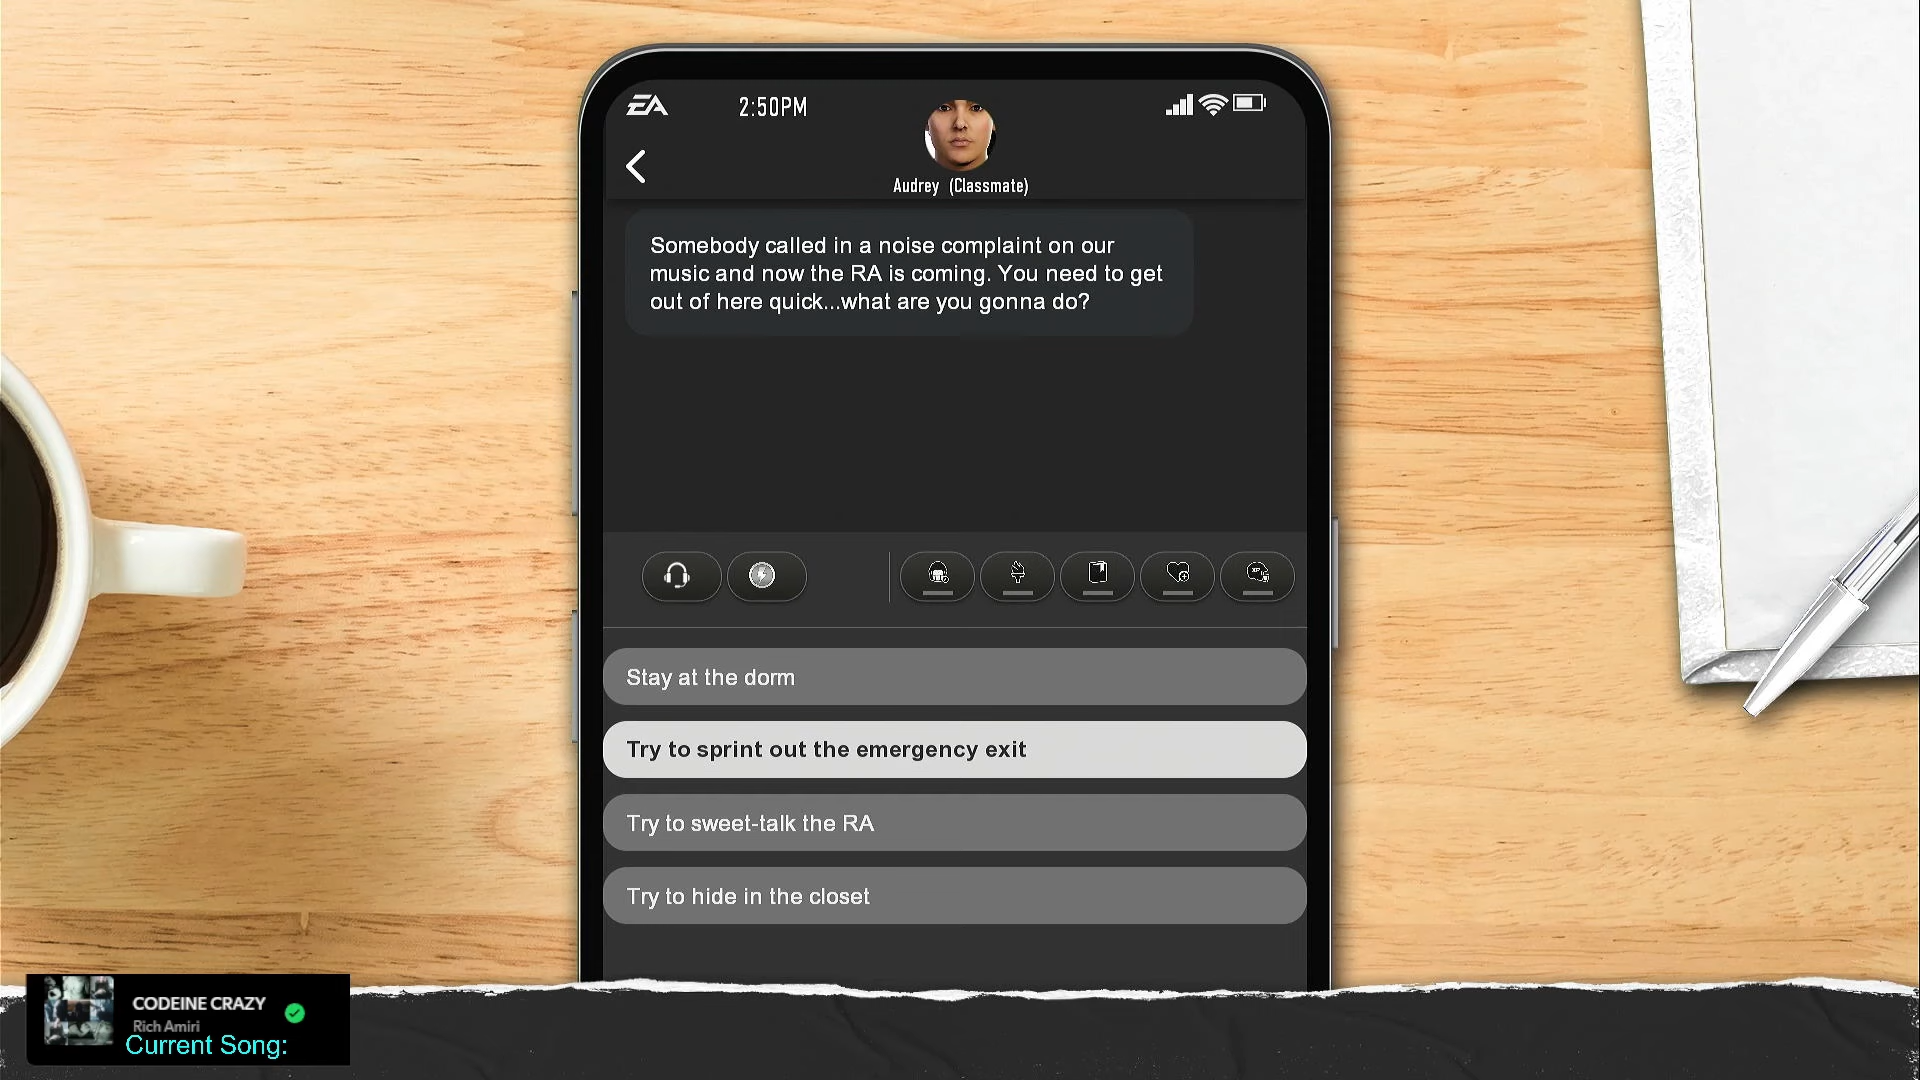 EA
2:50PM
Audrey (Classmate)
Somebody called in a noise complaint on our
music and now the RA is coming. You need to get
out of here quick...what are you gonna do?
XP
Stay at the dorm
Try to sprint out the emergency exit
Try to sweet-talk the RA
Try to hide in the closet
CODEINE CRAZY
Rich Amiri
Current Song: